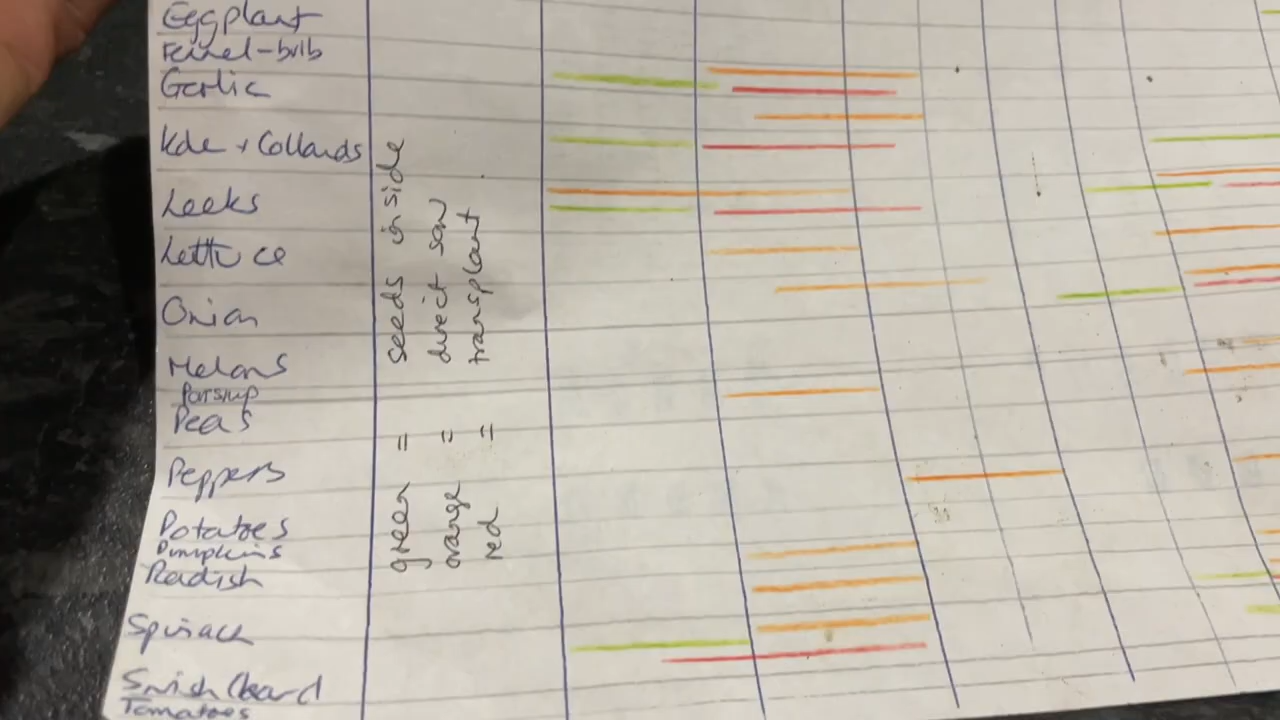 Eggplant
Fennel-bulb
Garlic
Kale + Collards
Leeks
Lettuce
Onion
Melons
Parsnip
Peas
Peppers
Potatoes
Pumpkins
Radish
Spinach
Swish Chard
Tomatoes
green = seeds inside
orange = direct sow
red = transplant